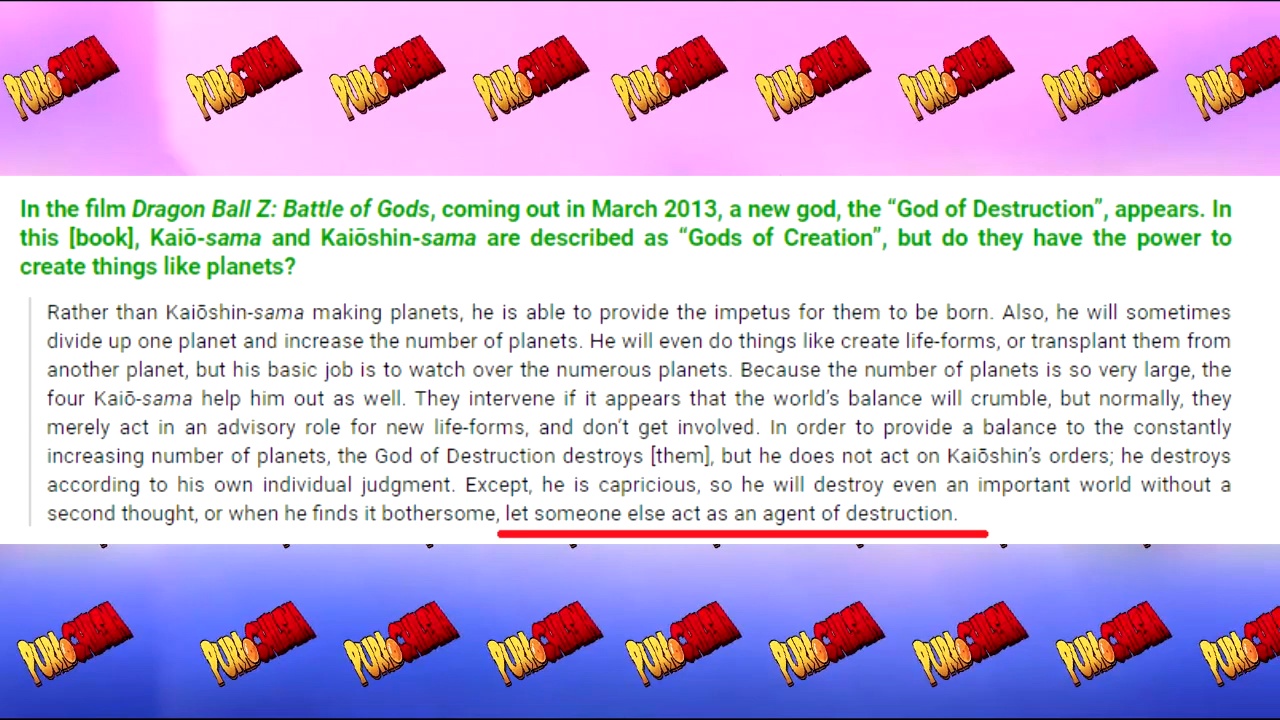 In the film Dragon Ball Z: Battle of Gods, coming out in March 2013, a new god, the “God of Destruction”, appears. In
this [book], Kaiō-sama and Kaiōshin-sama are described as “Gods of Creation”, but do they have the power to
create things like planets?
Rather than Kaiōshin-sama making planets, he is able to provide the impetus for them to be born. Also, he will sometimes
divide up one planet and increase the number of planets. He will even do things like create life-forms, or transplant them from
another planet, but his basic job is to watch over the numerous planets. Because the number of planets is so very large, the
four Kaiō-sama help him out as well. They intervene if it appears that the world’s balance will crumble, but normally, they
merely act in an advisory role for new life-forms, and don’t get involved. In order to provide a balance to the constantly
increasing number of planets, the God of Destruction destroys [them], but he does not act on Kaiōshin’s orders; he destroys
according to his own individual judgment. Except, he is capricious, so he will destroy even an important world without a
second thought, or when he finds it bothersome, let someone else act as an agent of destruction.